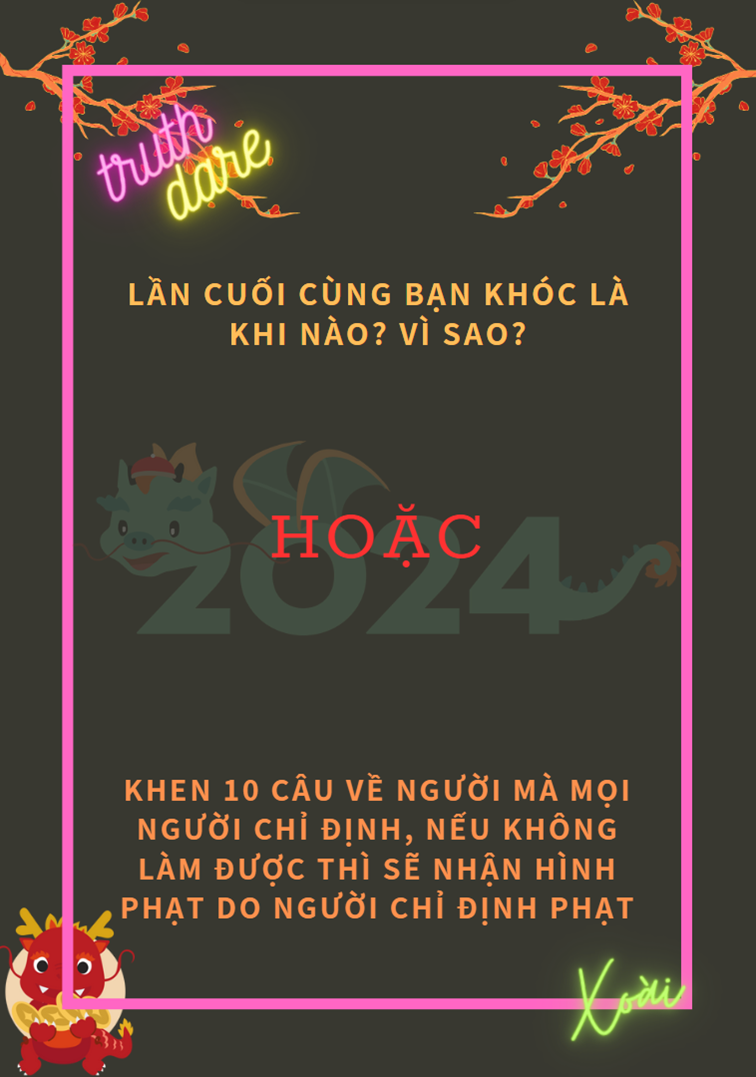 truth
dare
LẦN CUỐI CÙNG BẠN KHÓC LÀ
KHI NÀO? VÌ SAO?
HOẶC
2024
KHEN 10 CÂU VỀ NGƯỜI MÀ MỌI
NGƯỜI CHỈ ĐỊNH, NẾU KHÔNG
LÀM ĐƯỢC THÌ SẼ NHẬN HÌNH
PHẠT DO NGƯỜI CHỈ ĐỊNH PHẠT
Xoài